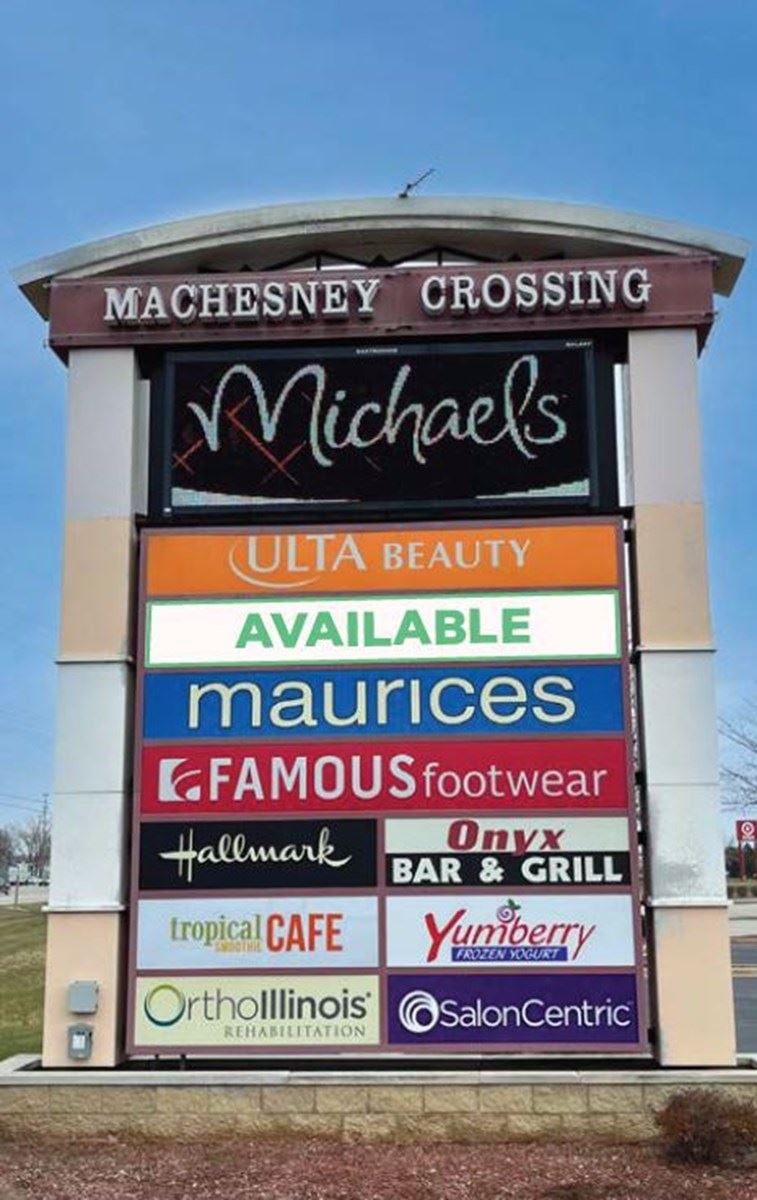 MACHESNEY CROSSING
Michaels
ULTA BEAUTY
AVAILABLE
maurices
FAMOUS footwear
Hallmark
Onyx
BAR & GRILL
tropical
SMOOTHIE CAFE
Yumberry
FROZEN YOGURT
OrthoIllinois
REHABILITATION
SalonCentric